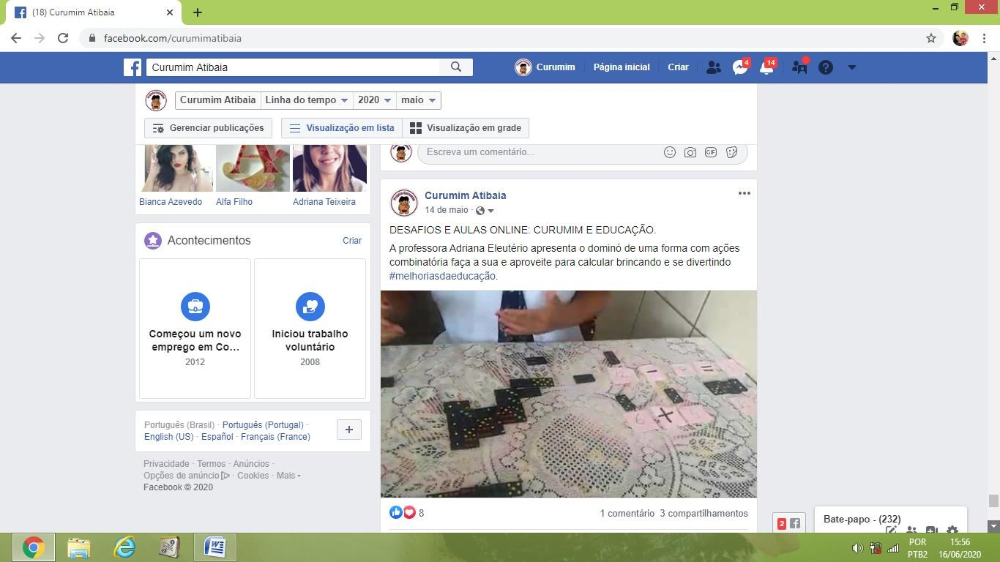 (18) Curumim Atibaia
facebook.com/curumimatibaia
Curumim Atibaia
Curumim
Página inicial
Criar
4
14
Curumim Atibaia
Linha do tempo
2020
maio
Gerenciar publicações
Visualização em lista
Visualização em grade
Bianca Azevedo
Alfa Filho
Adriana Teixeira
Acontecimentos
Criar
Começou um novo
emprego em Co...
2012
Iniciou trabalho
voluntário
2008
Português (Brasil) · Português (Portugal) ·
English (US) · Español · Français (France)
Privacidade · Termos · Anúncios ·
Opções de anúncio · Cookies · Mais
Facebook © 2020
Escreva um comentário...
GIF
Curumim Atibaia
14 de maio ·
DESAFIOS E AULAS ONLINE: CURUMIM E EDUCAÇÃO.
A professora Adriana Eleutério apresenta o dominó de uma forma com ações
combinatória faça a sua e aproveite para calcular brincando e se divertindo
#melhoriasdaeducação.
6 +
8
1 comentário 3 compartilhamentos
2
Bate-papo - (232)
POR
PTB2
15:56
16/06/2020